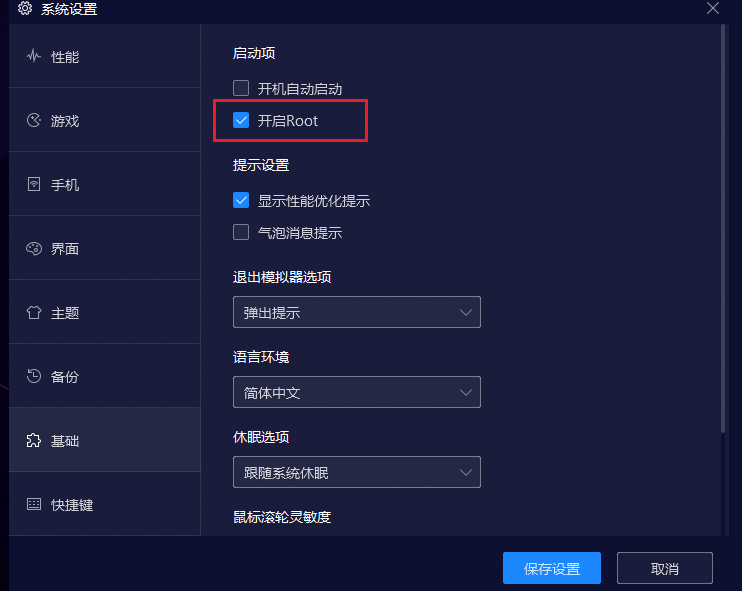 系统设置
性能
游戏
手机
界面
主题
备份
基础
快捷键
启动项
开机自动启动
开启Root
提示设置
显示性能优化提示
气泡消息提示
退出模拟器选项
弹出提示
语言环境
简体中文
休眠选项
跟随系统休眠
鼠标滚轮灵敏度
保存设置
取消